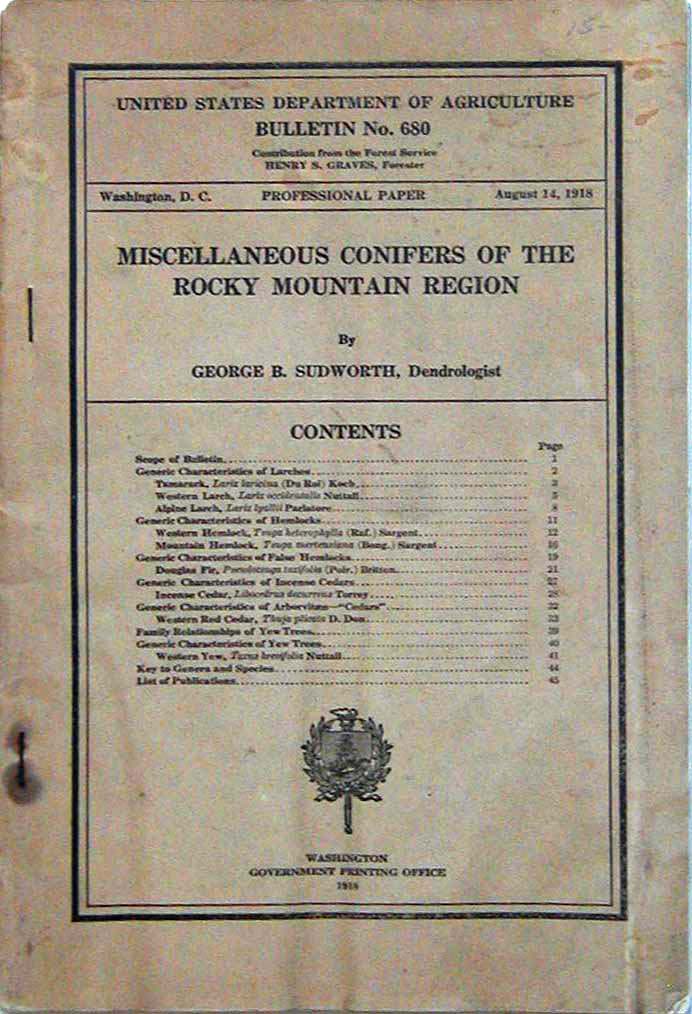 15-
UNITED STATES DEPARTMENT OF AGRICULTURE
BULLETIN No. 680
Contribution from the Forest Service
HENRY S. GRAVES, Forester
Washington, D. C. PROFESSIONAL PAPER August 14, 1918
MISCELLANEOUS CONIFERS OF THE
ROCKY MOUNTAIN REGION
By
GEORGE B. SUDWORTH, Dendrologist
CONTENTS
Page
Scope of Bulletin 1
Generic Characteristics of Larches 2
Tamarack, Larix laricina (Du Roi) Koch 3
Western Larch, Larix occidentalis Nuttall 5
Alpine Larch, Larix lyallii Parlatore 8
Generic Characteristics of Hemlocks 11
Western Hemlock, Tsuga heterophylla (Raf.) Sargent 12
Mountain Hemlock, Tsuga mertensiana (Bong.) Sargent 16
Generic Characteristics of False Hemlocks 19
Douglas Fir, Pseudotsuga taxifolia (Poir.) Britton 21
Generic Characteristics of Incense Cedars 27
Incense Cedar, Libocedrus decurrens Torrey 28
Generic Characteristics of Arborvitæs—"Cedars" 32
Western Red Cedar, Thuja plicata D. Don 33
Family Relationships of Yew Trees 39
Generic Characteristics of Yew Trees 40
Western Yew, Taxus brevifolia Nuttall 41
Key to Genera and Species 44
List of Publications 45
WASHINGTON
GOVERNMENT PRINTING OFFICE
1918